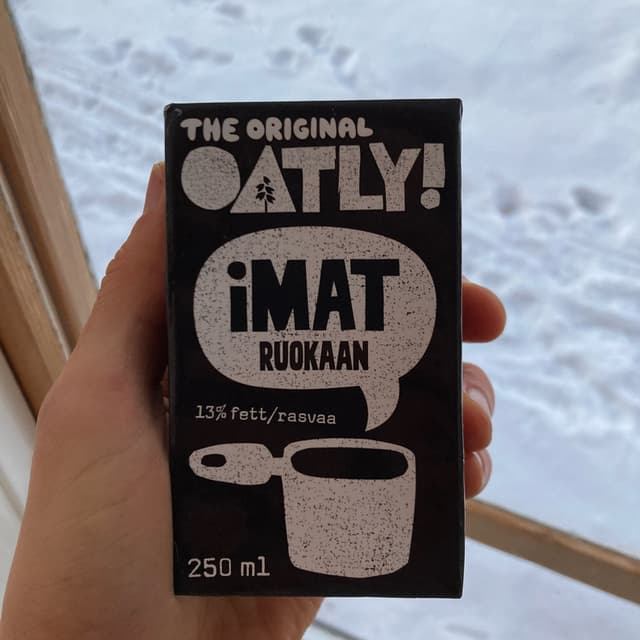 THE ORIGINAL
OATLY!
iMAT
RUOKAAN
13% fett/rasvaa
250 ml